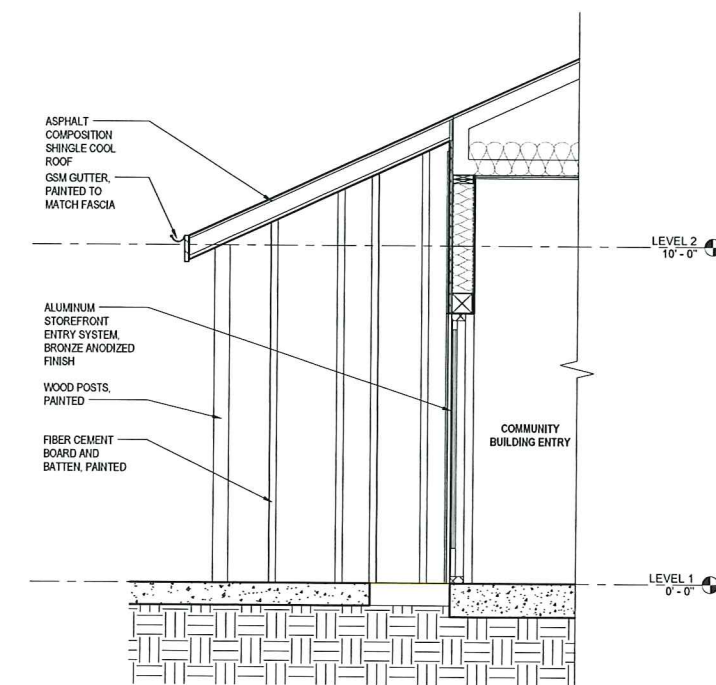 ASPHALT
COMPOSITION
SHINGLE COOL
ROOF
GSM GUTTER,
PAINTED TO
MATCH FASCIA
LEVEL 2
10' - 0"
ALUMINUM
STOREFRONT
ENTRY SYSTEM,
BRONZE ANODIZED
FINISH
WOOD POSTS,
PAINTED
FIBER CEMENT
BOARD AND
BATTEN, PAINTED
COMMUNITY
BUILDING ENTRY
LEVEL 1
0' - 0"